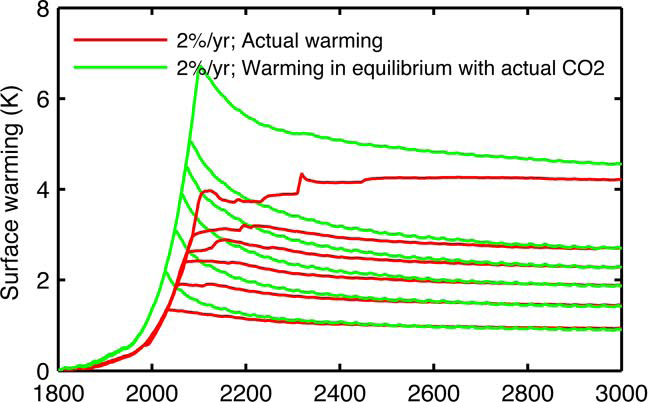 8
2%/yr; Actual warming
2%/yr; Warming in equilibrium with actual CO2
6
Surface warming (K)
4
2
0
1800 2000 2200 2400 2600 2800 3000